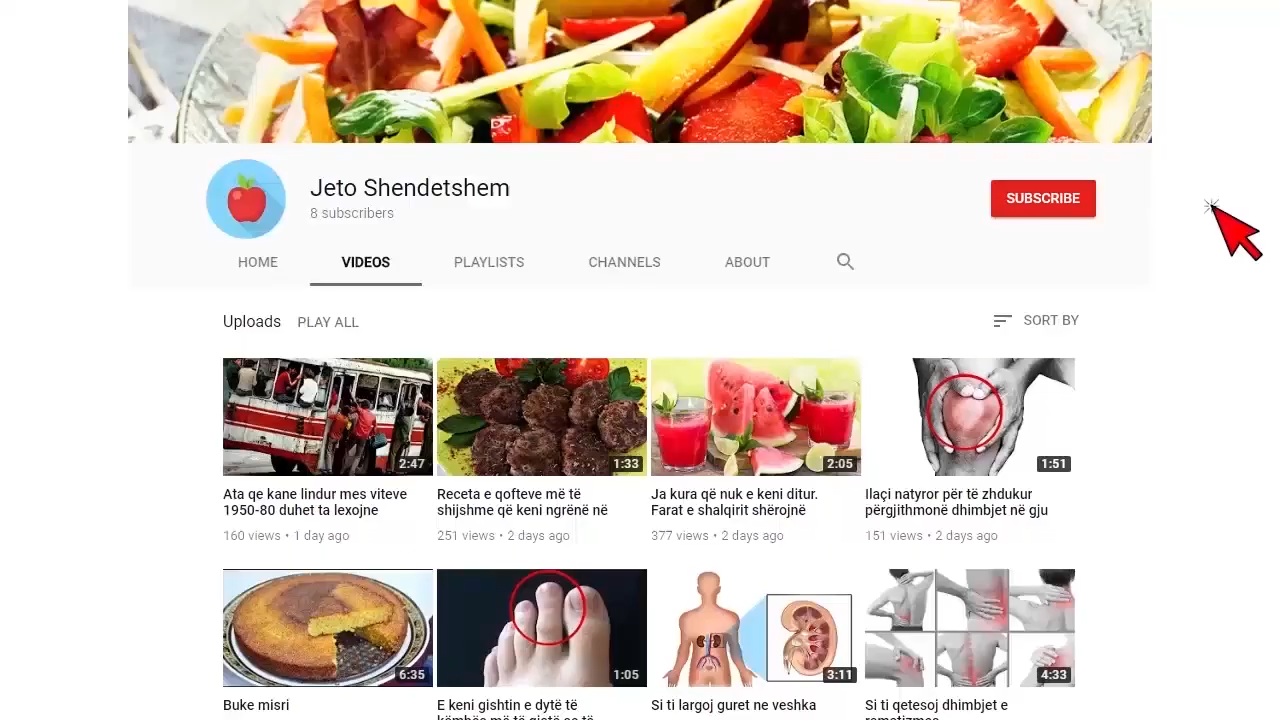 Jeto Shendetshem
8 subscribers
SUBSCRIBE
HOME VIDEOS PLAYLISTS CHANNELS ABOUT
Uploads PLAY ALL SORT BY
2:47 1:33 2:05 1:51
Ata qe kane lindur mes viteve
1950-80 duhet ta lexojne
160 views • 1 day ago
Receta e qofteve më të
shijshme që keni ngrënë në
251 views • 2 days ago
Ja kura që nuk e keni ditur.
Farat e shalqirit shërojnë
377 views • 2 days ago
Ilaçi natyror për të zhdukur
përgjithmonë dhimbjet në gju
151 views • 2 days ago
6:35 1:05 3:11 4:33
Buke misri
E keni gishtin e dytë të
Si ti largoj guret ne veshka
Si ti qetesoj dhimbjet e